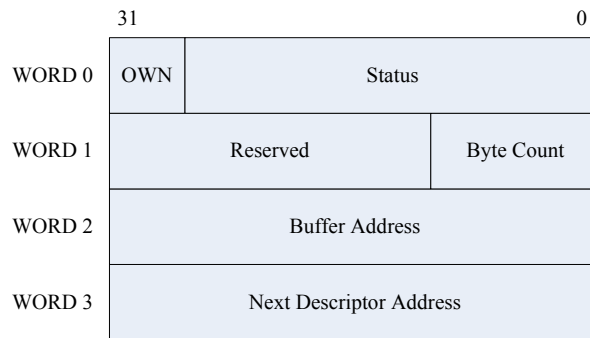 31 0
WORD 0 OWN Status
WORD 1 Reserved Byte Count
WORD 2 Buffer Address
WORD 3 Next Descriptor Address